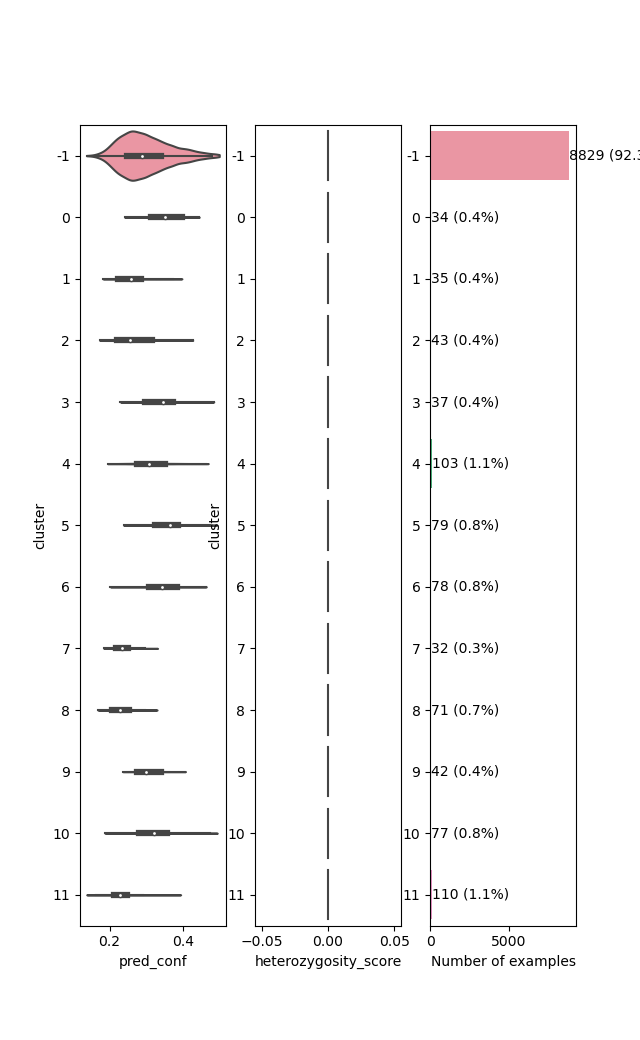 -1
0
1
2
3
4
5
6
7
8
9
10
11
cluster
0.2 0.4
pred_conf
-1
0
1
2
3
4
5
6
7
8
9
10
11
cluster
−0.05 0.00 0.05
heterozygosity_score
-1 8829 (92.3
0 34 (0.4%)
1 35 (0.4%)
2 43 (0.4%)
3 37 (0.4%)
4 103 (1.1%)
5 79 (0.8%)
6 78 (0.8%)
7 32 (0.3%)
8 71 (0.7%)
9 42 (0.4%)
10 77 (0.8%)
11 110 (1.1%)
0 5000
Number of examples